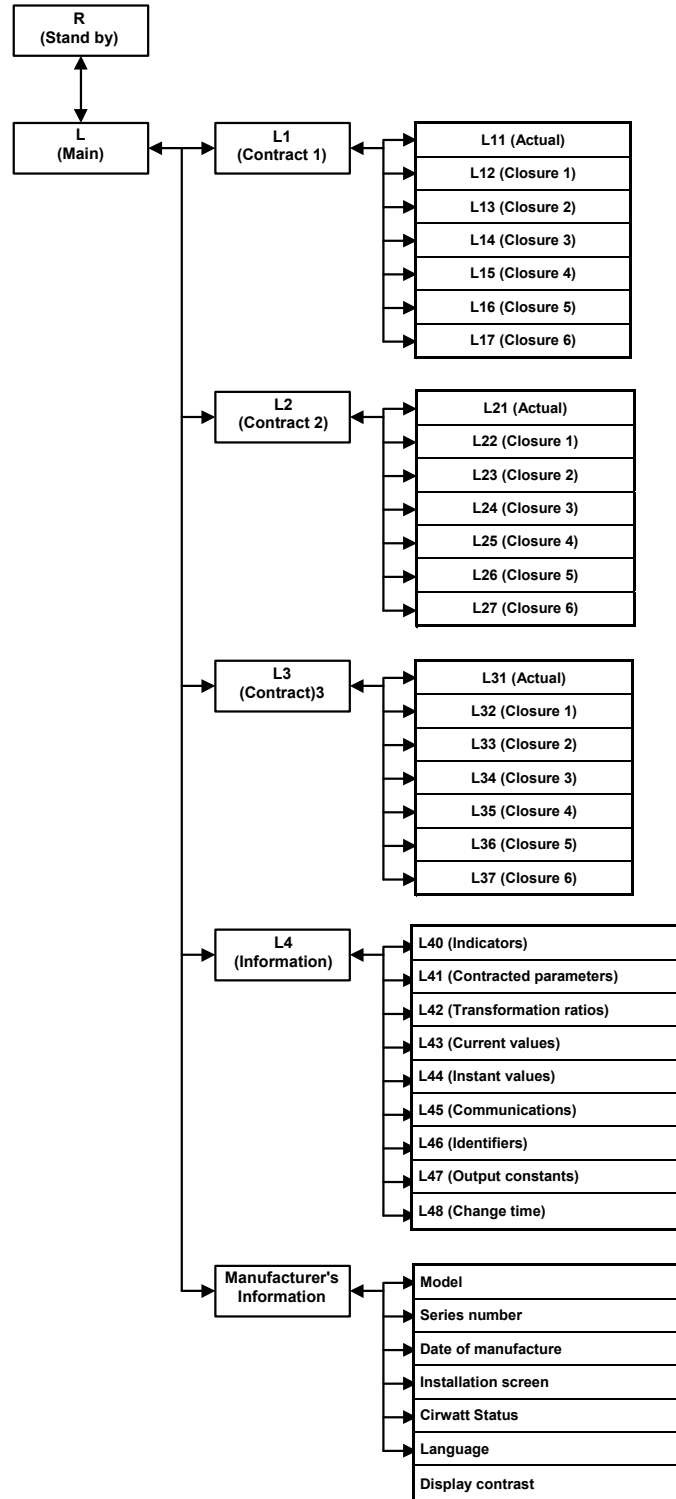 R
(Stand by)
L
(Main)
L1
(Contract 1)
L11 (Actual)
L12 (Closure 1)
L13 (Closure 2)
L14 (Closure 3)
L15 (Closure 4)
L16 (Closure 5)
L17 (Closure 6)
L2
(Contract 2)
L21 (Actual)
L22 (Closure 1)
L23 (Closure 2)
L24 (Closure 3)
L25 (Closure 4)
L26 (Closure 5)
L27 (Closure 6)
L3
(Contract)3
L31 (Actual)
L32 (Closure 1)
L33 (Closure 2)
L34 (Closure 3)
L35 (Closure 4)
L36 (Closure 5)
L37 (Closure 6)
L4
(Information)
L40 (Indicators)
L41 (Contracted parameters)
L42 (Transformation ratios)
L43 (Current values)
L44 (Instant values)
L45 (Communications)
L46 (Identifiers)
L47 (Output constants)
L48 (Change time)
Manufacturer's
Information
Model
Series number
Date of manufacture
Installation screen
Cirwatt Status
Language
Display contrast